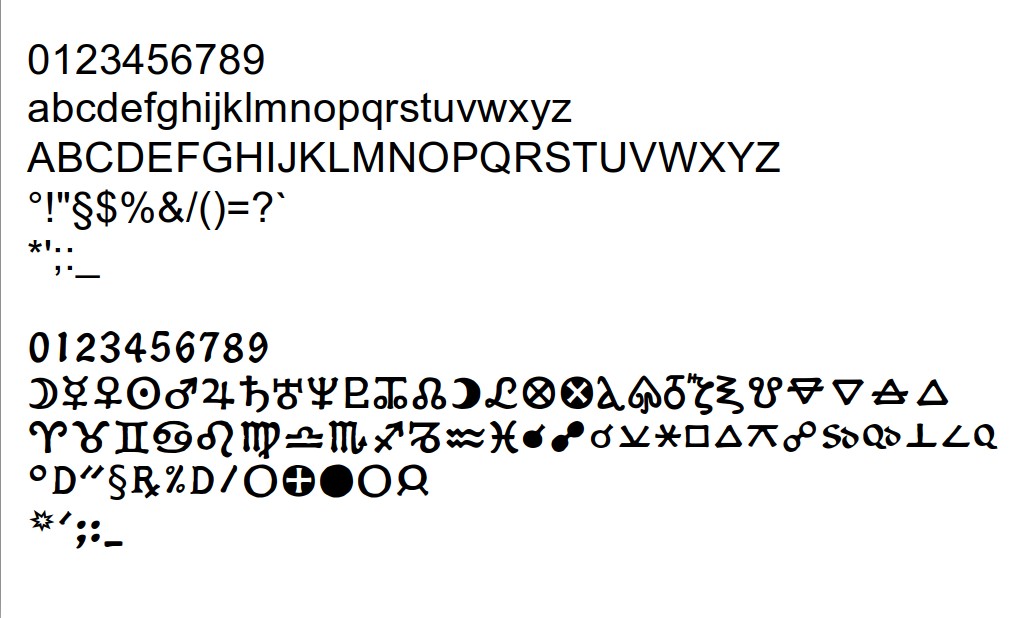 0123456789
abcdefghijklmnopqrstuvwxyz
ABCDEFGHIJKLMNOPQRSTUVWXYZ
°!"§$%&/()=?`
*';:_
0123456789
☽☿♀☉♂♃♄♅♆♇
♈♉♊♋♌♍♎♏♐♑♒♓
°D″§℞%D/
*′;:_